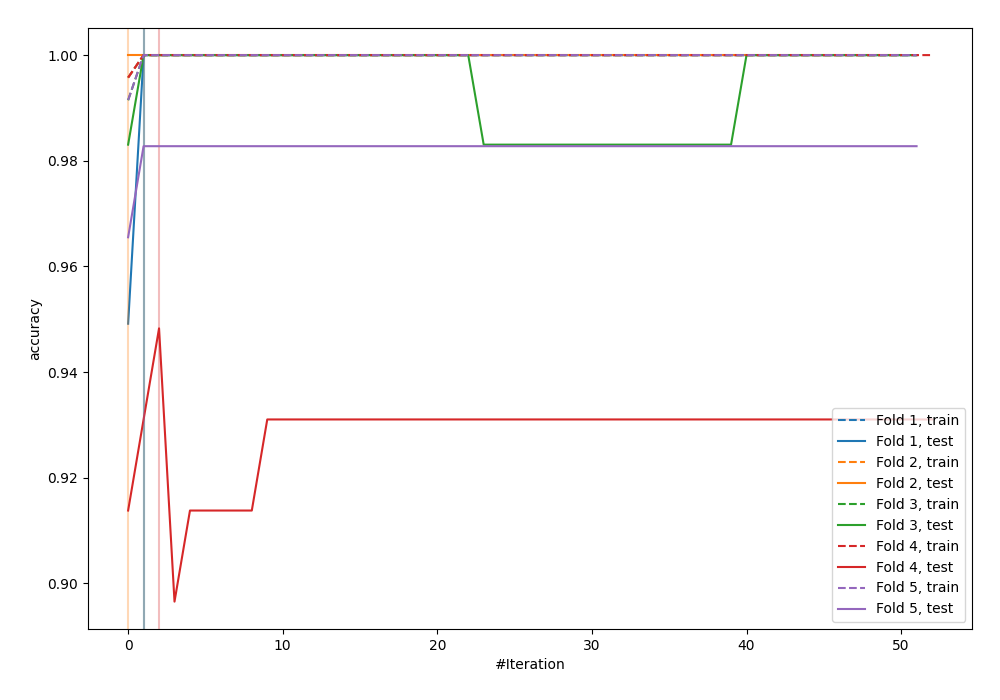 1.00
0.98
0.96
0.94
0.92
0.90
accuracy
0
10
20
30
40
50
#Iteration
Fold 1, train
Fold 1, test
Fold 2, train
Fold 2, test
Fold 3, train
Fold 3, test
Fold 4, train
Fold 4, test
Fold 5, train
Fold 5, test